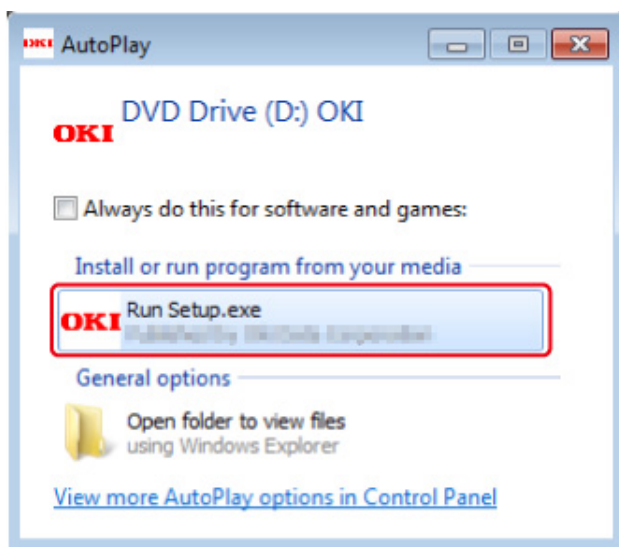 OKI AutoPlay
OKI DVD Drive (D:) OKI
Always do this for software and games:
Install or run program from your media
OKI Run Setup.exe
General options
Open folder to view files
using Windows Explorer
View more AutoPlay options in Control Panel